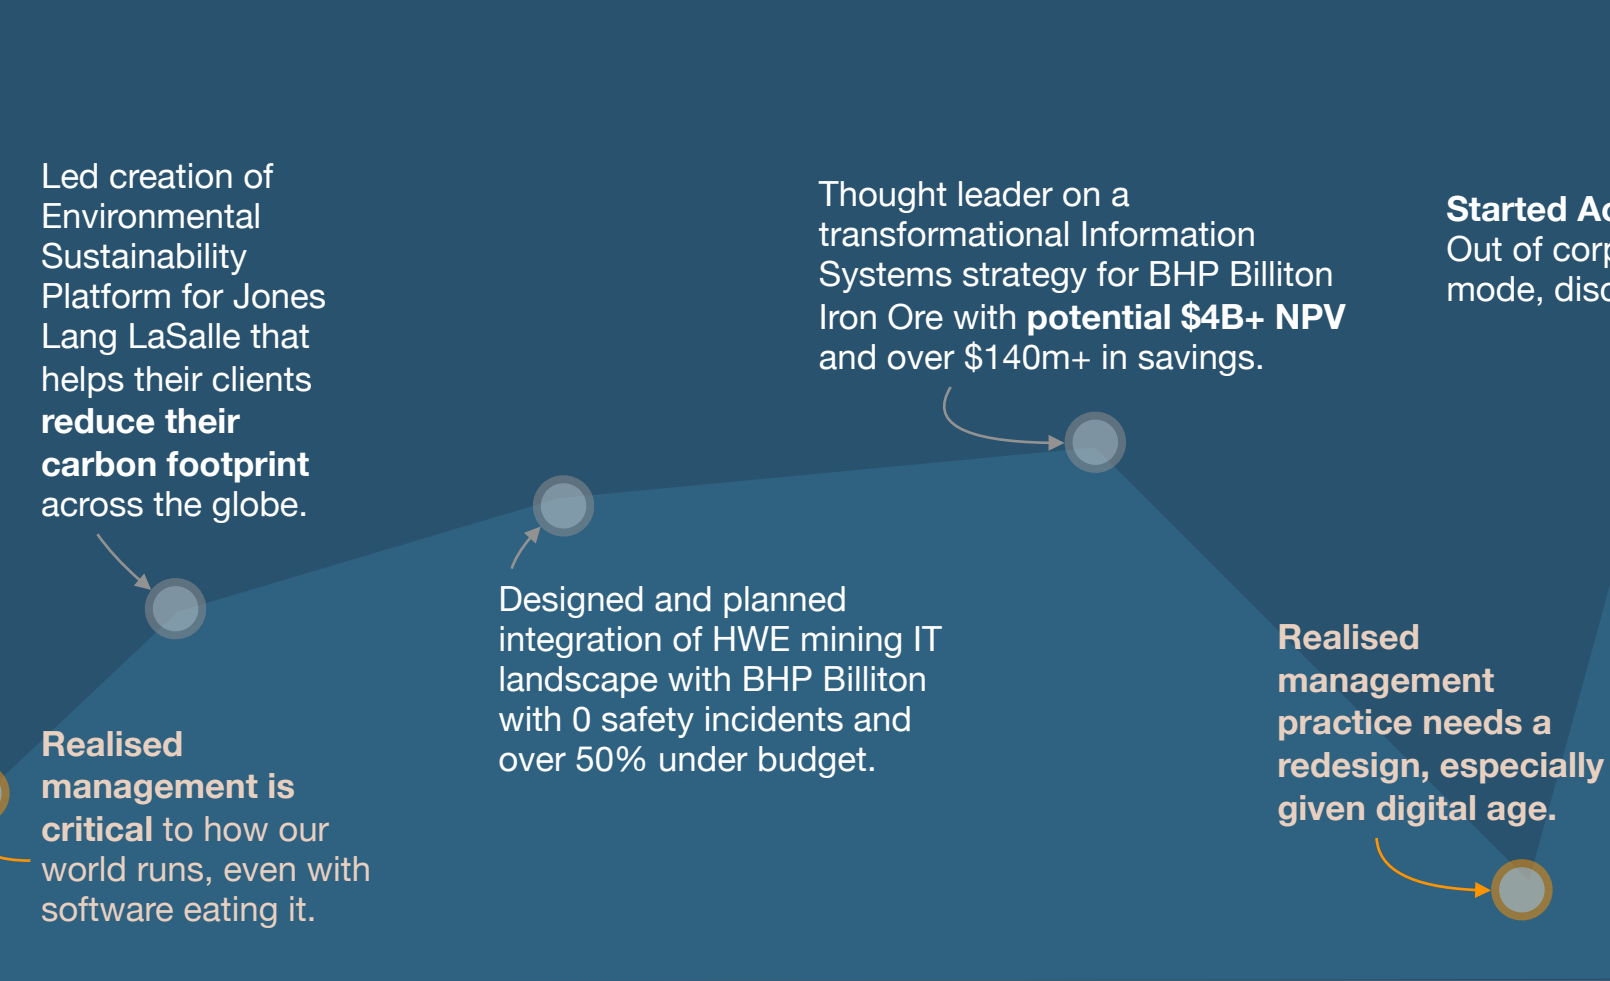 Led creation of
Environmental
Sustainability
Platform for Jones
Lang LaSalle that
helps their clients
reduce their
carbon footprint
across the globe.
Thought leader on a
transformational Information
Systems strategy for BHP Billiton
Iron Ore with potential $4B+ NPV
and over $140m+ in savings.
Started
Out of
mode,
Designed and planned
integration of HWE mining IT
landscape with BHP Billiton
with 0 safety incidents and
over 50% under budget.
Realised
management
practice needs a
redesign, especially
given digital age.
Realised
management is
critical to how our
world runs, even with
software eating it.